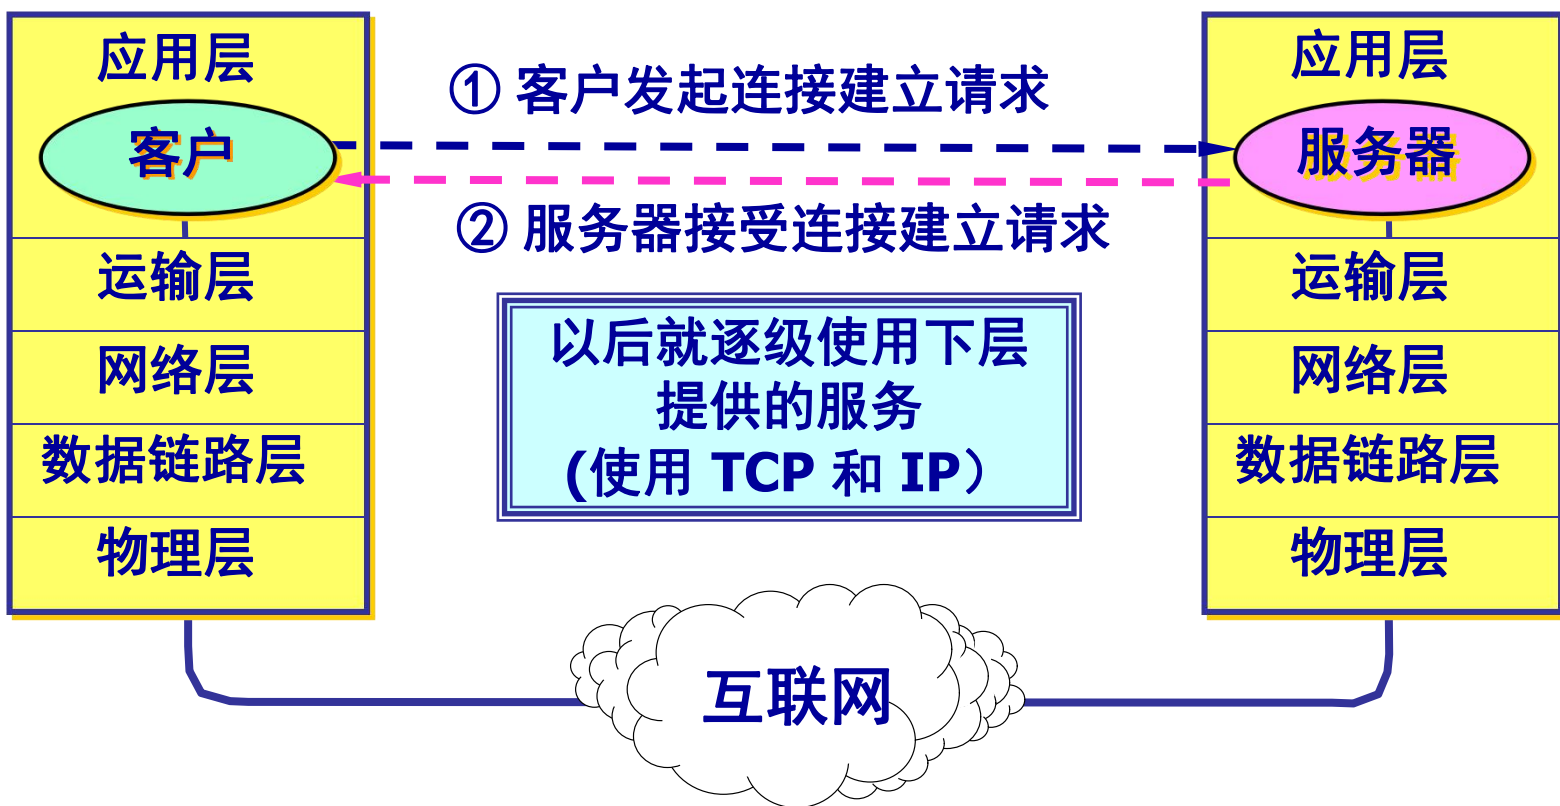 应用层
客户
运输层
网络层
数据链路层
物理层
① 客户发起连接建立请求
② 服务器接受连接建立请求
以后就逐级使用下层
提供的服务
(使用 TCP 和 IP）
应用层
服务器
运输层
网络层
数据链路层
物理层
互联网